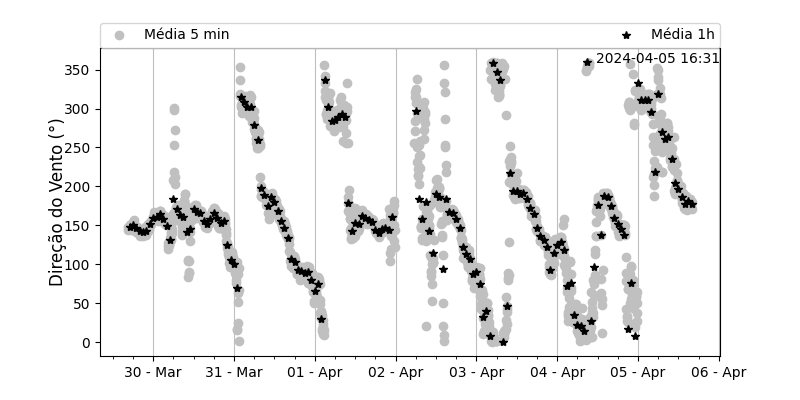 Média 5 min
Média 1h
2024-04-05 16:31
Direção do Vento (°)
350
300
250
200
150
100
50
0
30 - Mar
31 - Mar
01 - Apr
02 - Apr
03 - Apr
04 - Apr
05 - Apr
06 - Apr